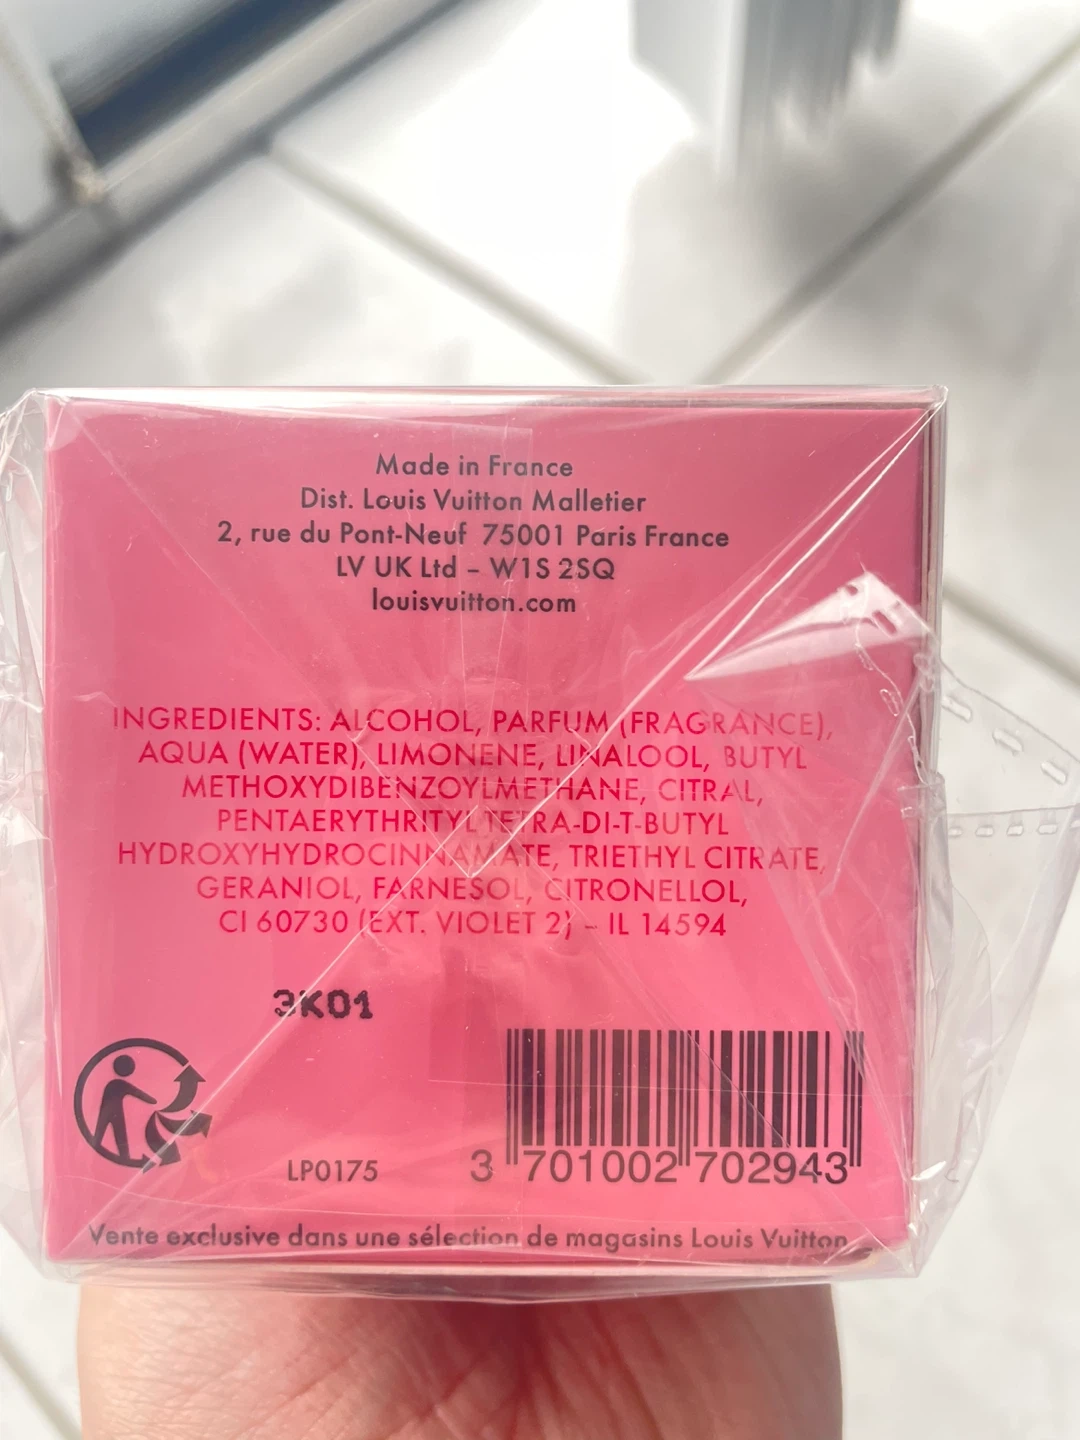 Made in France
Dist. Louis Vuitton Malletier
2, rue du Pont-Neuf 75001 Paris France
LV UK Ltd – W1S 2SQ
louisvuitton.com
INGREDIENTS: ALCOHOL, PARFUM (FRAGRANCE),
AQUA (WATER), LIMONENE, LINALOOL, BUTYL
METHOXYDIBENZOYLMETHANE, CITRAL,
PENTAERYTHRITYL TETRA-DI-T-BUTYL
HYDROXYHYDROCINNAMATE, TRIETHYL CITRATE,
GERANIOL, FARNESOL, CITRONELLOL,
CI 60730 (EXT. VIOLET 2) – IL 14594
3K01
LP0175
3 701002 702943
Vente exclusive dans une sélection de magasins Louis Vuitton